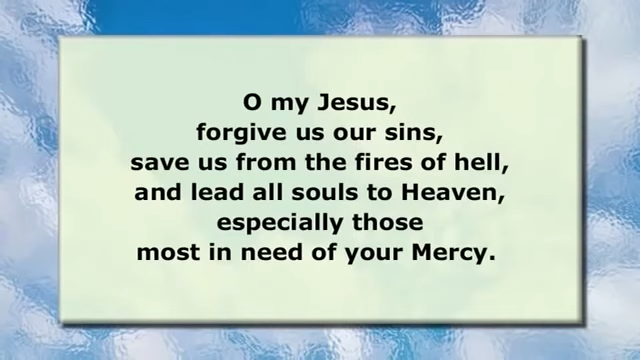 O my Jesus,
forgive us our sins,
save us from the fires of hell,
and lead all souls to Heaven,
especially those
most in need of your Mercy.